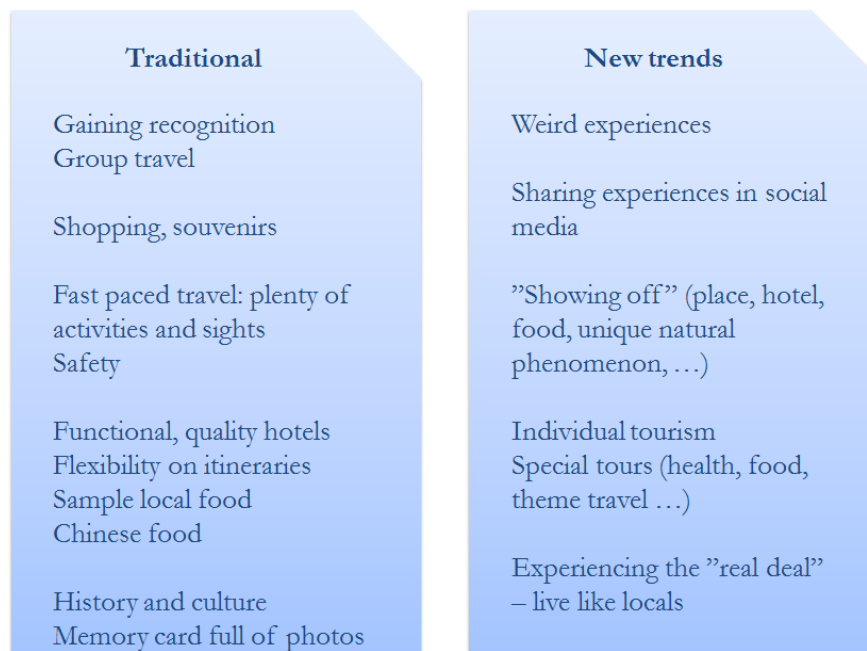 Traditional
Gaining recognition
Group travel
Shopping, souvenirs
Fast paced travel: plenty of
activities and sights
Safety
Functional, quality hotels
Flexibility on itineraries
Sample local food
Chinese food
History and culture
Memory card full of photos
New trends
Weird experiences
Sharing experiences in social
media
”Showing off” (place, hotel,
food, unique natural
phenomenon, …)
Individual tourism
Special tours (health, food,
theme travel …)
Experiencing the ”real deal”
– live like locals